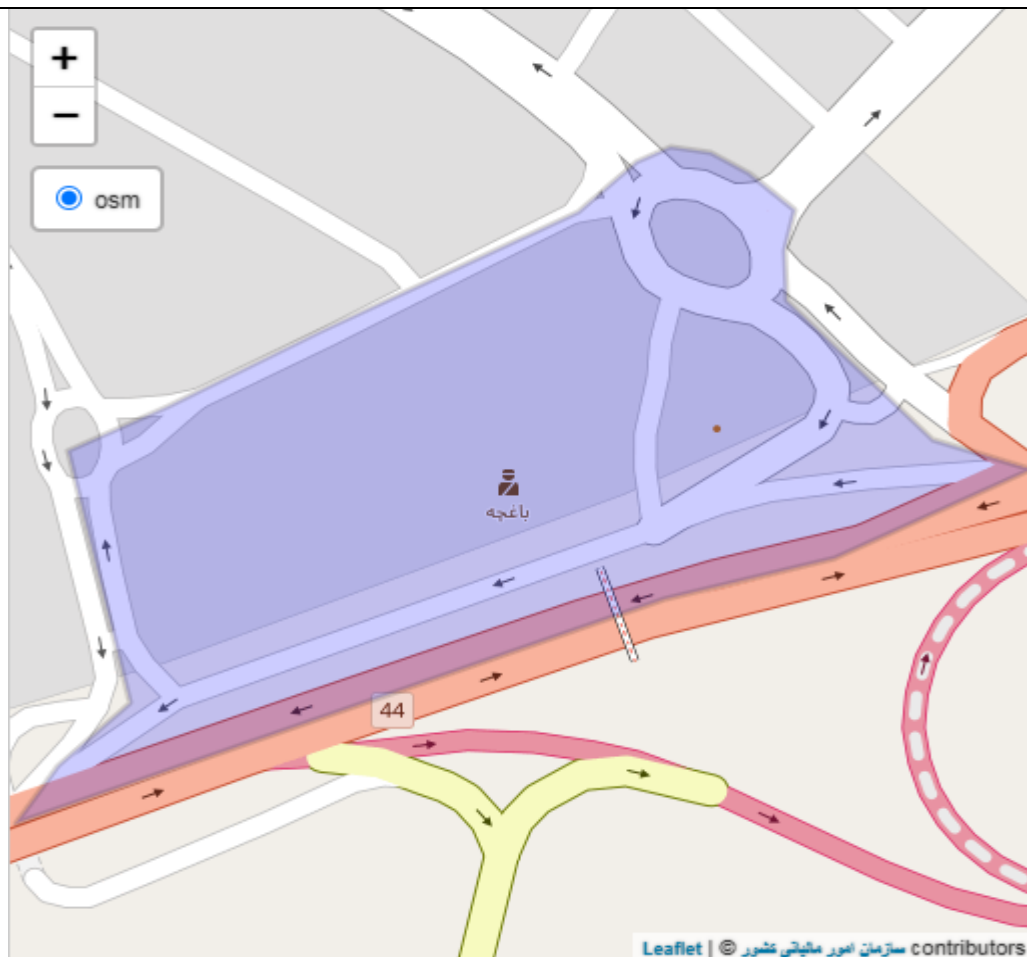 +
−
osm
باغچه
44
Leaflet | © سازمان امور مالیاتی کشور contributors